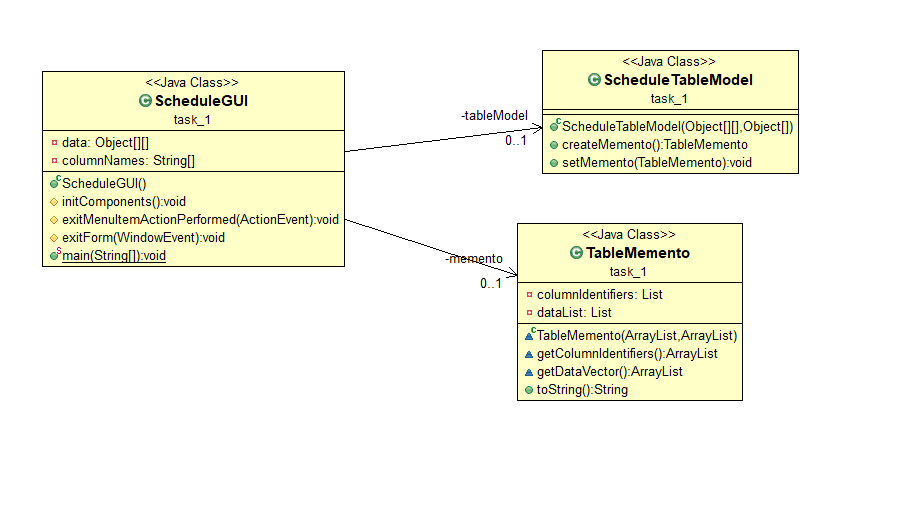 <<Java Class>>
ScheduleGUI
task_1
data: Object[][]
columnNames: String[]
ScheduleGUI()
initComponents():void
exitMenuItemActionPerformed(ActionEvent):void
exitForm(WindowEvent):void
main(String[]):void
-tableModel
0..1
<<Java Class>>
ScheduleTableModel
task_1
ScheduleTableModel(Object[][],Object[])
createMemento():TableMemento
setMemento(TableMemento):void
-memento
0..1
<<Java Class>>
TableMemento
task_1
columnIdentifiers: List
dataList: List
TableMemento(ArrayList,ArrayList)
getColumnIdentifiers():ArrayList
getDataVector():ArrayList
toString():String